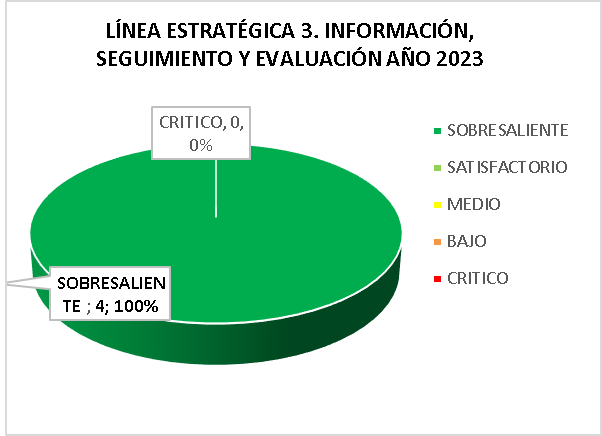 LÍNEA ESTRATÉGICA 3. INFORMACIÓN,
SEGUIMIENTO Y EVALUACIÓN AÑO 2023
CRITICO, 0,
0%
SOBRESALIENTE
SATISFACTORIO
MEDIO
BAJO
CRITICO
SOBRESALIEN
TE ; 4; 100%